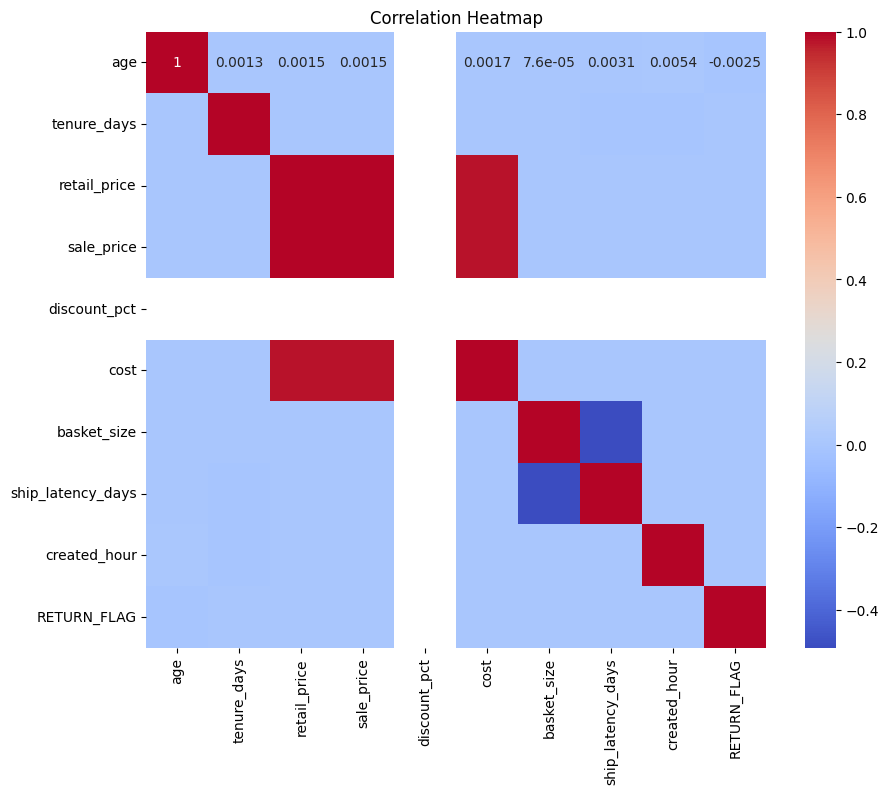 Correlation Heatmap
age
1 0.0013 0.0015 0.0015 0.0017 7.6e-05 0.0031 0.0054 -0.0025
tenure_days
retail_price
sale_price
discount_pct
cost
basket_size
ship_latency_days
created_hour
RETURN_FLAG
age
tenure_days
retail_price
sale_price
discount_pct
cost
basket_size
ship_latency_days
created_hour
RETURN_FLAG
1.0
0.8
0.6
0.4
0.2
0.0
−0.2
−0.4